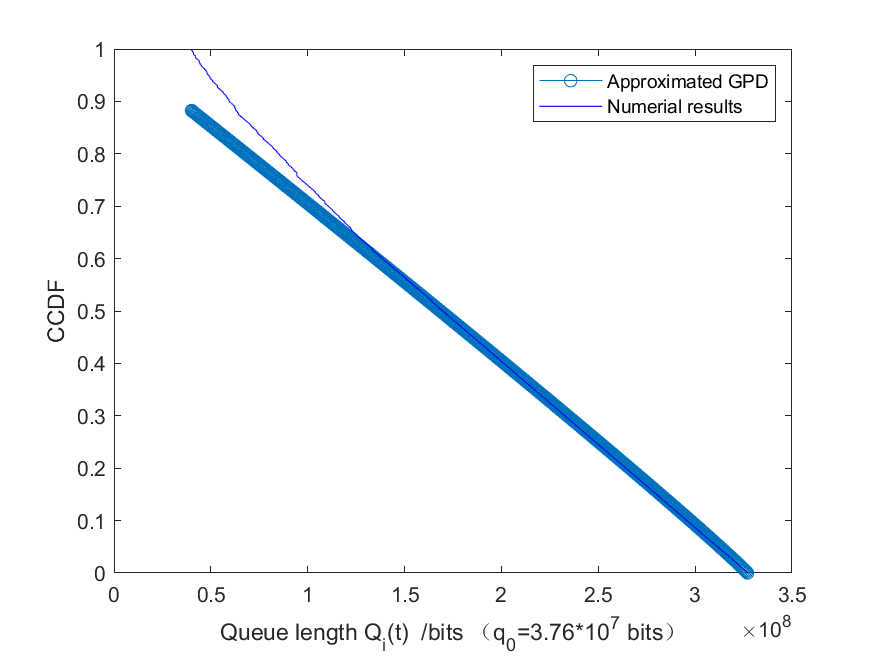 1
0.9
0.8
0.7
0.6
0.5
0.4
0.3
0.2
0.1
0
CCDF
Approximated GPD
Numerial results
0 0.5 1 1.5 2 2.5 3 3.5
×10^8
Queue length Q_i(t) /bits （q_0=3.76*10^7 bits）